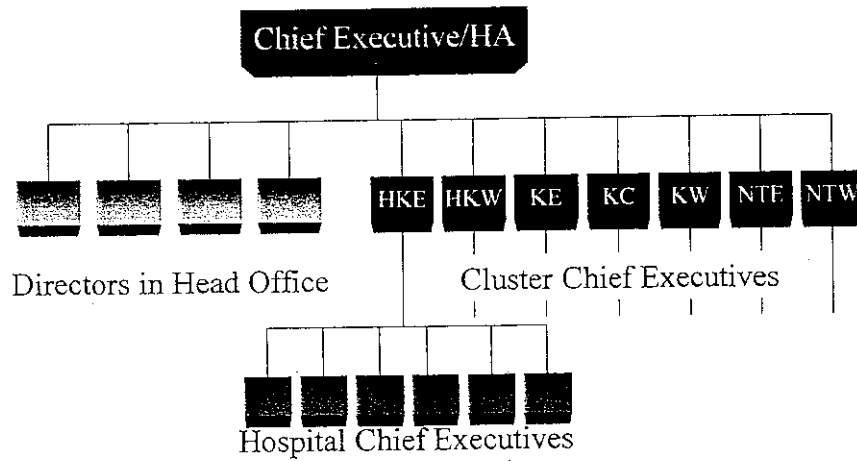 Chief Executive/HA
HKE HKW KE KC KW NTE NTW
Directors in Head Office
Cluster Chief Executives
Hospital Chief Executives